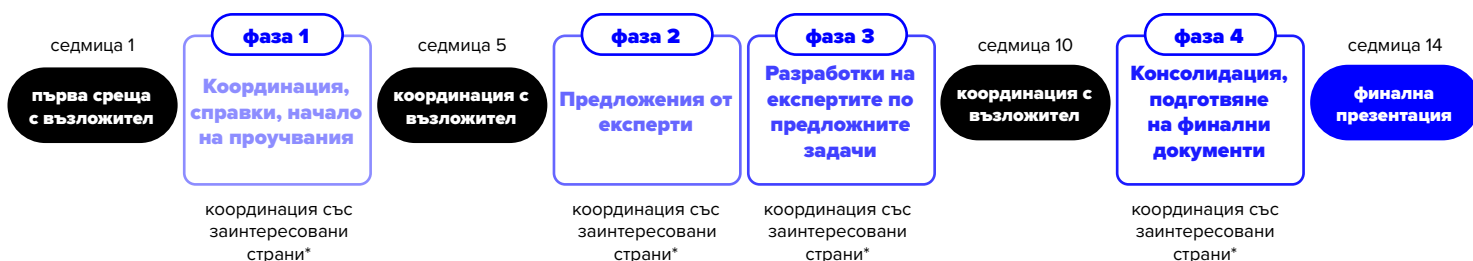 седмица 1
първа среща
с възложител
фаза 1
Координация,
справки, начало
на проучвания
координация със
заинтересовани
страни*
седмица 5
координация с
възложител
фаза 2
Предложения от
експерти
координация със
заинтересовани
страни*
фаза 3
Разработки на
експертите по
предложните
задачи
координация със
заинтересовани
страни*
седмица 10
координация с
възложител
фаза 4
Консолидация,
подготвяне
на финални
документи
координация със
заинтересовани
страни*
седмица 14
финална
презентация